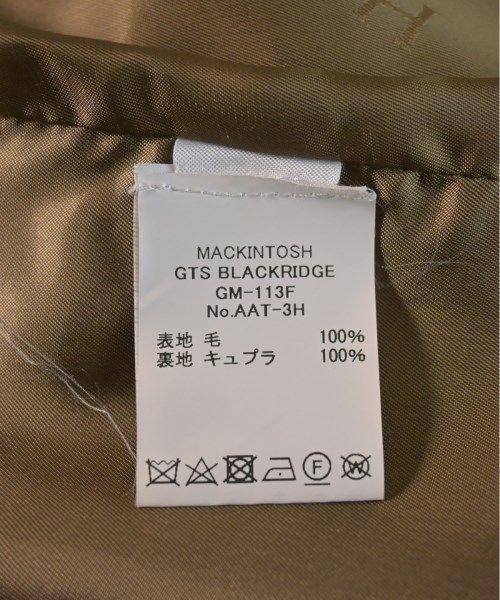 H
MACKINTOSH
GTS BLACKRIDGE
GM-113F
No.AAT-3H
表地 毛 100%
裏地 キュプラ 100%
F W